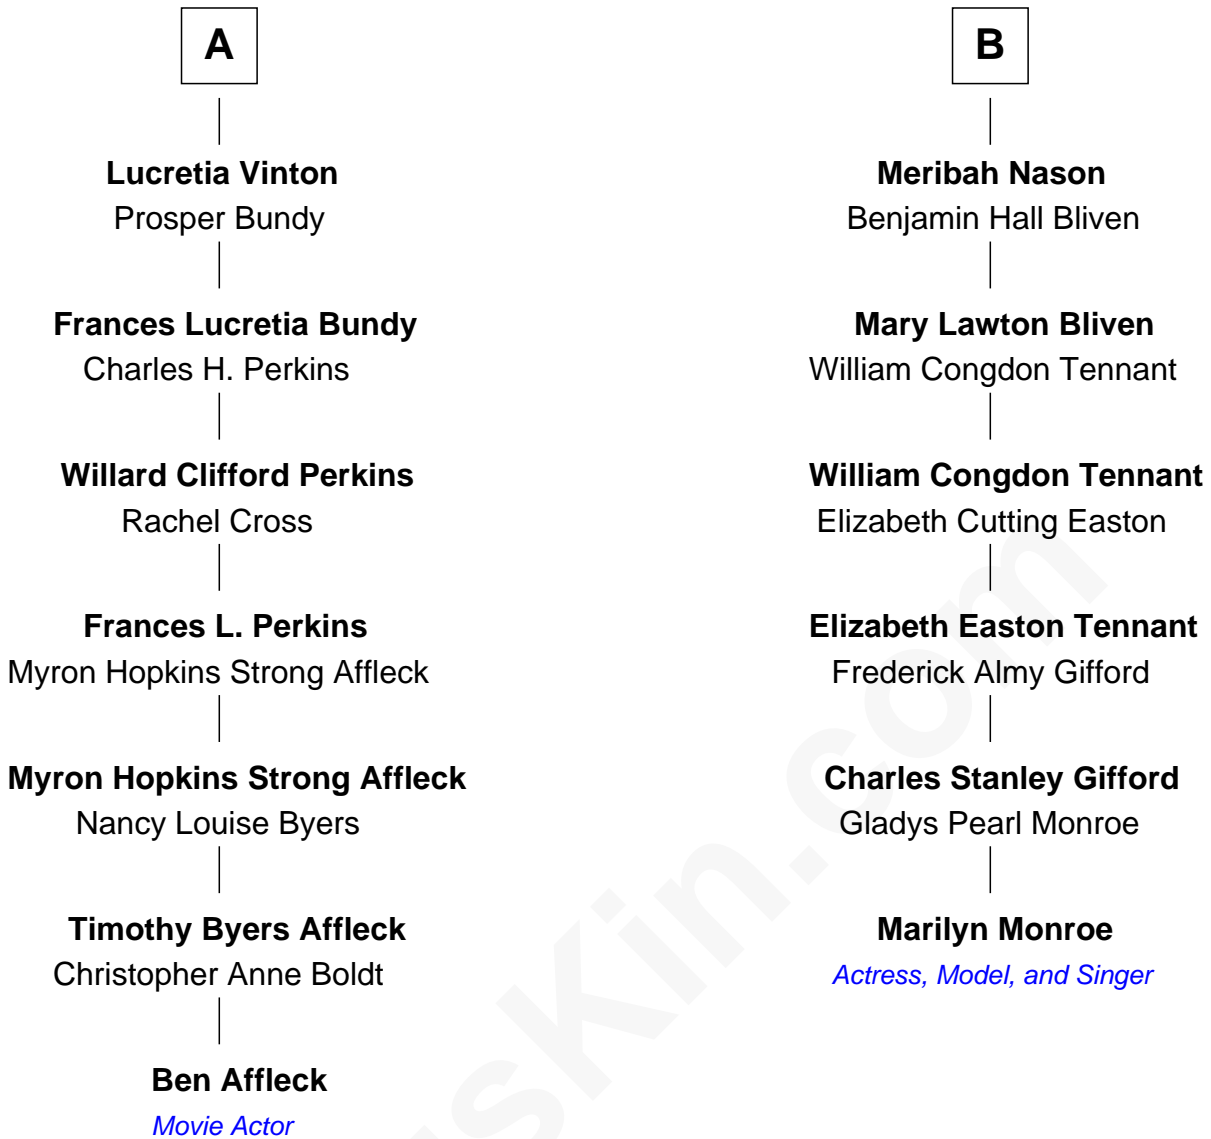 A
Lucretia Vinton
Prosper Bundy
Frances Lucretia Bundy
Charles H. Perkins
Willard Clifford Perkins
Rachel Cross
Frances L. Perkins
Myron Hopkins Strong Affleck
Myron Hopkins Strong Affleck
Nancy Louise Byers
Timothy Byers Affleck
Christopher Anne Boldt
Ben Affleck
Movie Actor
B
Meribah Nason
Benjamin Hall Bliven
Mary Lawton Bliven
William Congdon Tennant
William Congdon Tennant
Elizabeth Cutting Easton
Elizabeth Easton Tennant
Frederick Almy Gifford
Charles Stanley Gifford
Gladys Pearl Monroe
Marilyn Monroe
Actress, Model, and Singer
sKin.com